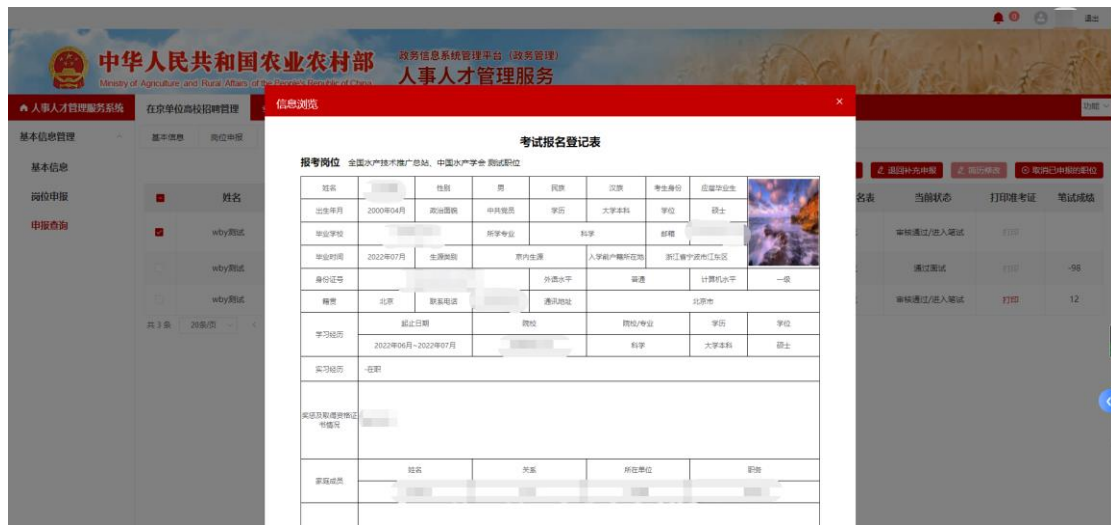 0 退出
中华人民共和国农业农村部
Ministry of Agriculture and Rural Affairs of the People's Republic of China
政务信息系统管理平台（政务管理）
人事人才管理服务
人事人才管理服务系统 在京单位高校招聘管理
信息浏览 ×
功能
基本信息管理 基本信息 岗位申报
基本信息
岗位申报
申报查询
退回补充申报 简历修改 取消已申报的职位
姓名 名表 当前状态 打印准考证 笔试成绩
wby测试 审核通过/进入笔试 打印
wby测试 通过面试 打印 -98
wby测试 审核通过/进入笔试 打印 12
共 3 条 20条/页
考试报名登记表
报考岗位 全国水产技术推广总站、中国水产学会 测试职位
姓名 性别 男 民族 汉族 考生身份 应届毕业生
出生年月 2000年04月 政治面貌 中共党员 学历 大学本科 学位 硕士
毕业学校 所学专业 科学 邮箱
毕业时间 2022年07月 生源类别 京内生源 入学前户籍所在地 浙江省宁波市江东区
身份证号 外语水平 普通 计算机水平 一级
籍贯 北京 联系电话 通讯地址 北京市
学习经历 起止日期 院校 院校/专业 学历 学位
2022年06月~2022年07月 科学 大学本科 硕士
实习经历 -在职
奖惩及取得资格证书情况
家庭成员 姓名 关系 所在单位 职务